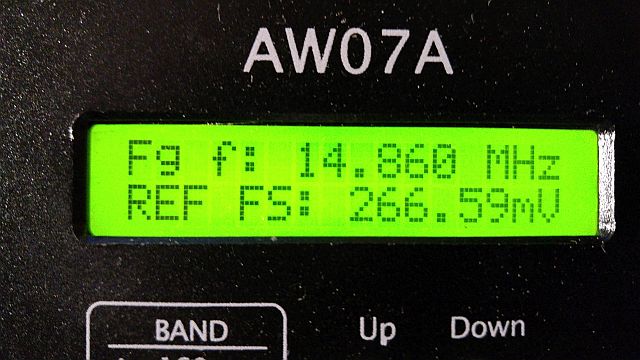 AW07A
Fg f: 14.860 MHz
REF FS: 266.59mV
BAND
Up
Down